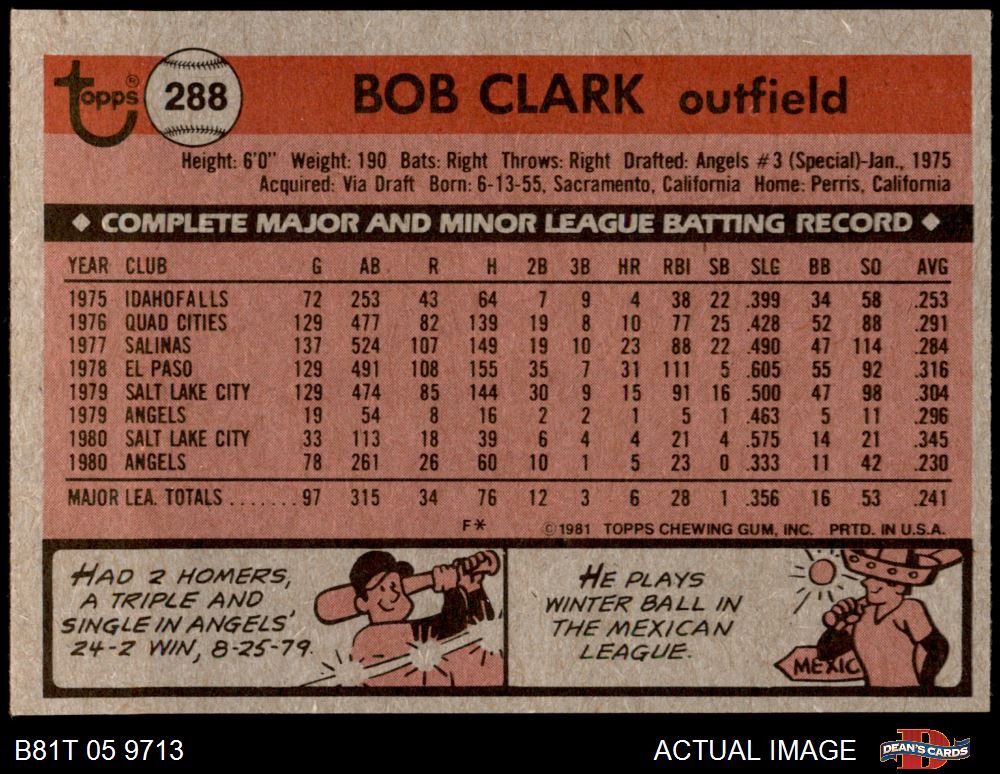 topps® 288 BOB CLARK outfield
Height: 6'0" Weight: 190 Bats: Right Throws: Right Drafted: Angels #3 (Special)-Jan., 1975
Acquired: Via Draft Born: 6-13-55, Sacramento, California Home: Perris, California
◆ COMPLETE MAJOR AND MINOR LEAGUE BATTING RECORD ◆
YEAR CLUB G AB R H 2B 3B HR RBI SB SLG BB SO AVG
1975 IDAHOFALLS 72 253 43 64 7 9 4 38 22 .399 34 58 .253
1976 QUAD CITIES 129 477 82 139 19 8 10 77 25 .428 52 88 .291
1977 SALINAS 137 524 107 149 19 10 23 88 22 .490 47 114 .284
1978 EL PASO 129 491 108 155 35 7 31 111 5 .605 55 92 .316
1979 SALT LAKE CITY 129 474 85 144 30 9 15 91 16 .500 47 98 .304
1979 ANGELS 19 54 8 16 2 2 1 5 1 .463 5 11 .296
1980 SALT LAKE CITY 33 113 18 39 6 4 4 21 4 .575 14 21 .345
1980 ANGELS 78 261 26 60 10 1 5 23 0 .333 11 42 .230
MAJOR LEA. TOTALS ....... 97 315 34 76 12 3 6 28 1 .356 16 53 .241
F* ©1981 TOPPS CHEWING GUM, INC. PRTD. IN U.S.A.
HAD 2 HOMERS,
A TRIPLE AND
SINGLE IN ANGELS'
24-2 WIN, 8-25-79.
HE PLAYS
WINTER BALL IN
THE MEXICAN
LEAGUE.
MEXIC
B81T 05 9713 ACTUAL IMAGE DEAN'S CARDS